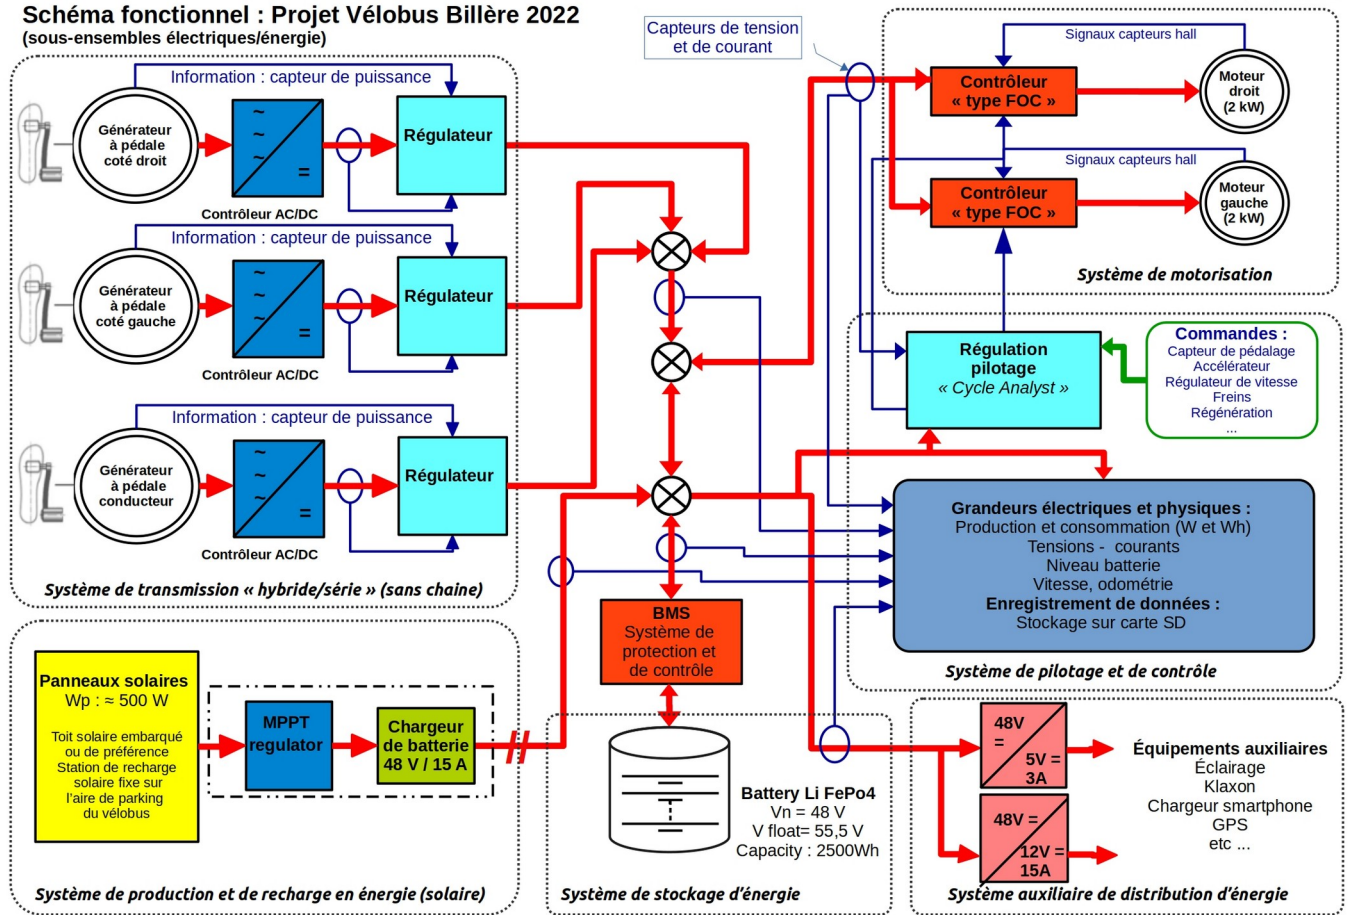 Schéma fonctionnel : Projet Vélobus Billère 2022
(sous-ensembles électriques/énergie)
Information : capteur de puissance
Générateur
à pédale
coté droit
~
~
~
=
Régulateur
Contrôleur AC/DC
Information : capteur de puissance
Générateur
à pédale
coté gauche
~
~
~
=
Régulateur
Contrôleur AC/DC
Information : capteur de puissance
Générateur
à pédale
conducteur
~
~
~
=
Régulateur
Contrôleur AC/DC
Système de transmission « hybride/série » (sans chaine)
Capteurs de tension
et de courant
Signaux capteurs hall
Contrôleur
« type FOC »
Moteur
droit
(2 kW)
Signaux capteurs hall
Contrôleur
« type FOC »
Moteur
gauche
(2 kW)
Système de motorisation
Régulation
pilotage
« Cycle Analyst »
Commandes :
Capteur de pédalage
Accélérateur
Régulateur de vitesse
Freins
Régénération
...
Grandeurs électriques et physiques :
Production et consommation (W et Wh)
Tensions - courants
Niveau batterie
Vitesse, odométrie
Enregistrement de données :
Stockage sur carte SD
Système de pilotage et de contrôle
BMS
Système de
protection et
de contrôle
Panneaux solaires
Wp : ≈ 500 W
Toit solaire embarqué
ou de préférence
Station de recharge
solaire fixe sur
l'aire de parking
du vélobus
MPPT
regulator
Chargeur
de batterie
48 V / 15 A
Système de production et de recharge en énergie (solaire)
Battery Li FePo4
Vn = 48 V
V float= 55,5 V
Capacity : 2500Wh
Système de stockage d'énergie
48V
=
5V =
3A
48V =
12V =
15A
Équipements auxiliaires
Éclairage
Klaxon
Chargeur smartphone
GPS
etc ...
Système auxiliaire de distribution d'énergie